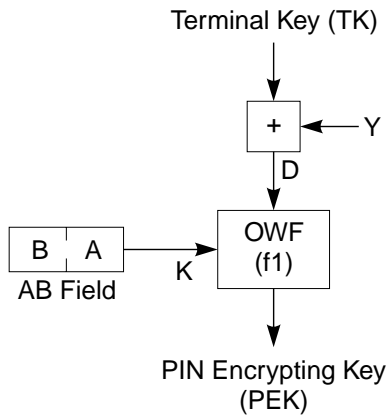 Terminal Key (TK)
+
Y
D
B A
K
OWF
(f1)
AB Field
PIN Encrypting Key
(PEK)